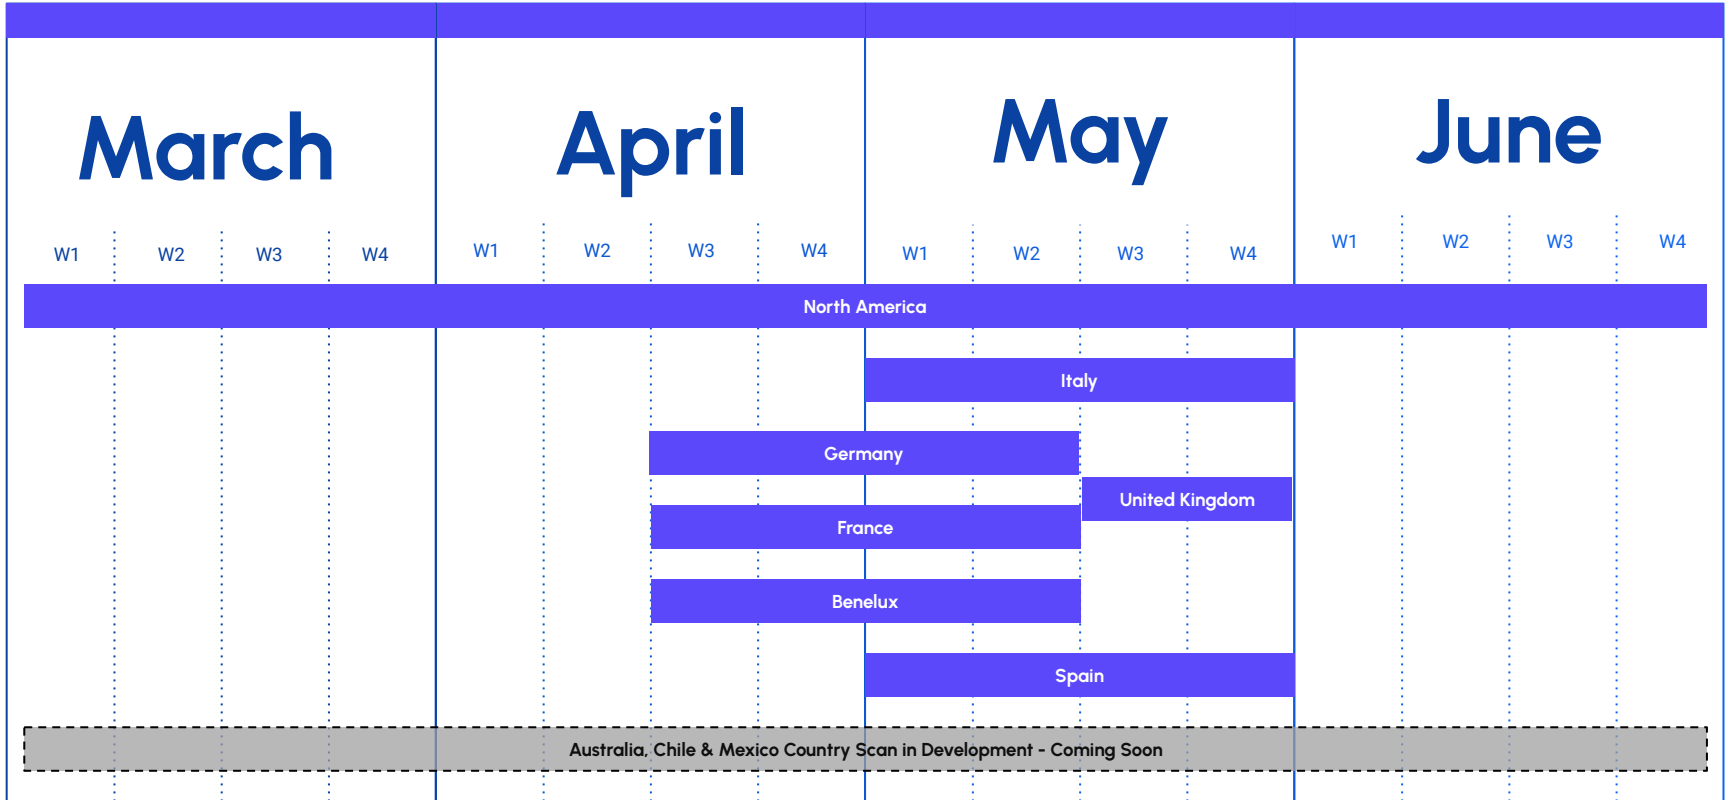 March
April
May
June
W1 W2 W3 W4
W1 W2 W3 W4
W1 W2 W3 W4
W1 W2 W3 W4
North America
Italy
Germany
United Kingdom
France
Benelux
Spain
Australia, Chile & Mexico Country Scan in Development - Coming Soon